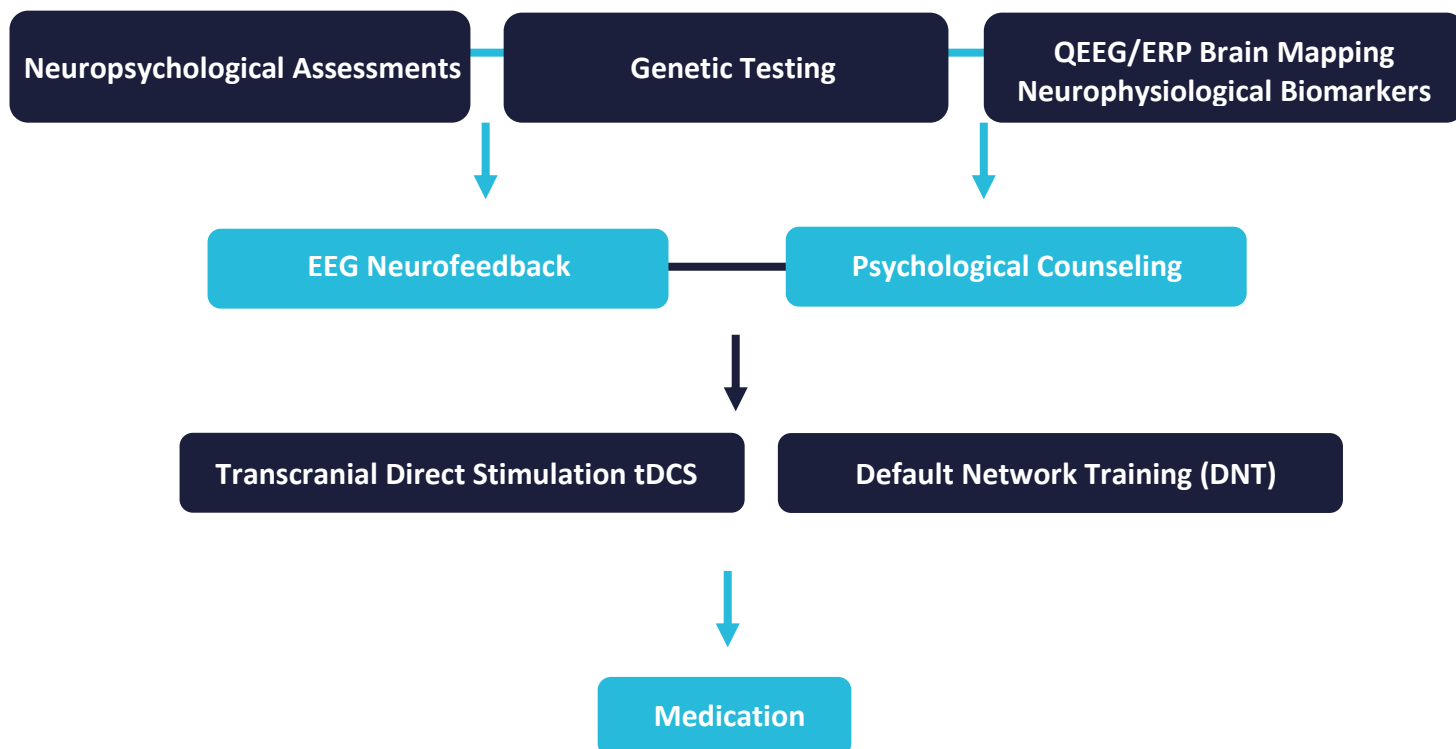 Neuropsychological Assessments
Genetic Testing
QEEG/ERP Brain Mapping
Neurophysiological Biomarkers
EEG Neurofeedback
Psychological Counseling
Transcranial Direct Stimulation tDCS
Default Network Training (DNT)
Medication